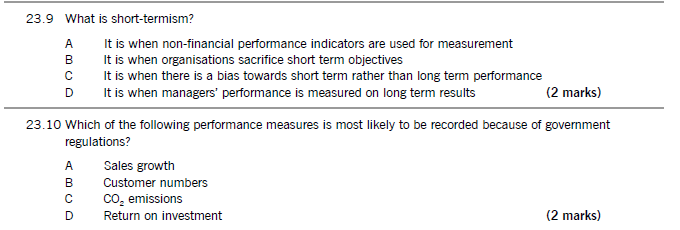 23.9 What is short-termism?
A It is when non-financial performance indicators are used for measurement
B It is when organisations sacrifice short term objectives
C It is when there is a bias towards short term rather than long term performance
D It is when managers' performance is measured on long term results (2 marks)
23.10 Which of the following performance measures is most likely to be recorded because of government
regulations?
A Sales growth
B Customer numbers
C CO₂ emissions
D Return on investment (2 marks)